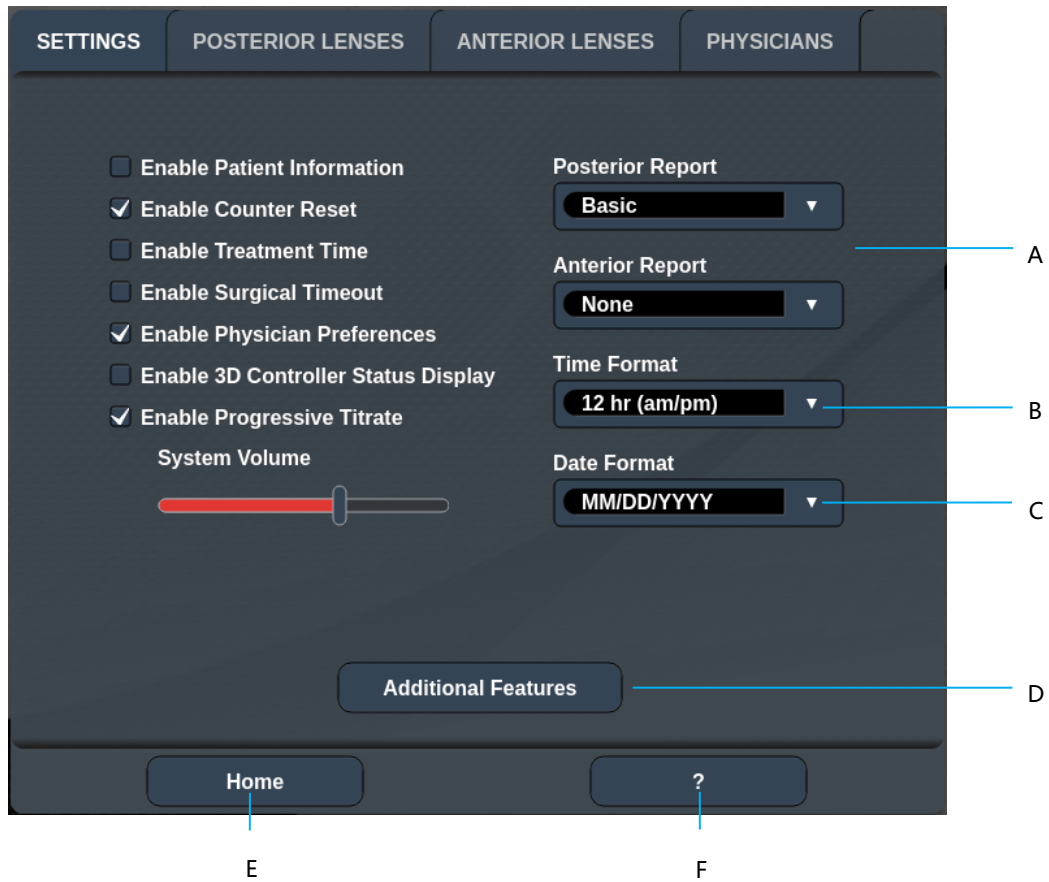 SETTINGS POSTERIOR LENSES ANTERIOR LENSES PHYSICIANS
Enable Patient Information
Enable Counter Reset
Enable Treatment Time
Enable Surgical Timeout
Enable Physician Preferences
Enable 3D Controller Status Display
Enable Progressive Titrate
System Volume
Posterior Report
Basic
A
Anterior Report
None
Time Format
12 hr (am/pm)
B
Date Format
MM/DD/YYYY
C
Additional Features
D
Home
?
E
F